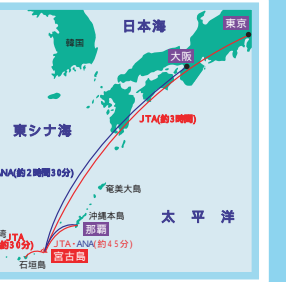 日本海
東京
韓国
大阪
JTA(約3時間)
東シナ海
ANA(約2時間30分)
奄美大島
沖縄本島
太 平 洋
那覇
JTA
約30分)
JTA・ANA(約45分)
宮古島
石垣島